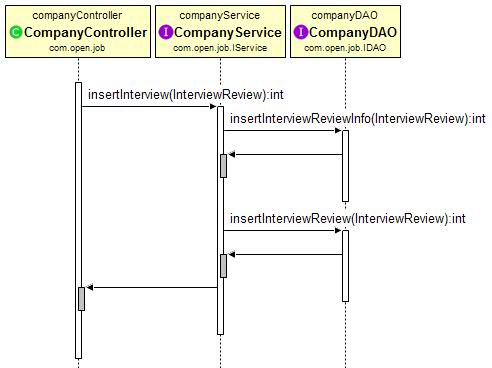 companyController
C CompanyController
com.open.job
companyService
I CompanyService
com.open.job.IService
companyDAO
I CompanyDAO
com.open.job.IDAO
insertInterview(InterviewReview):int
insertInterviewReviewInfo(InterviewReview):int
insertInterviewReview(InterviewReview):int